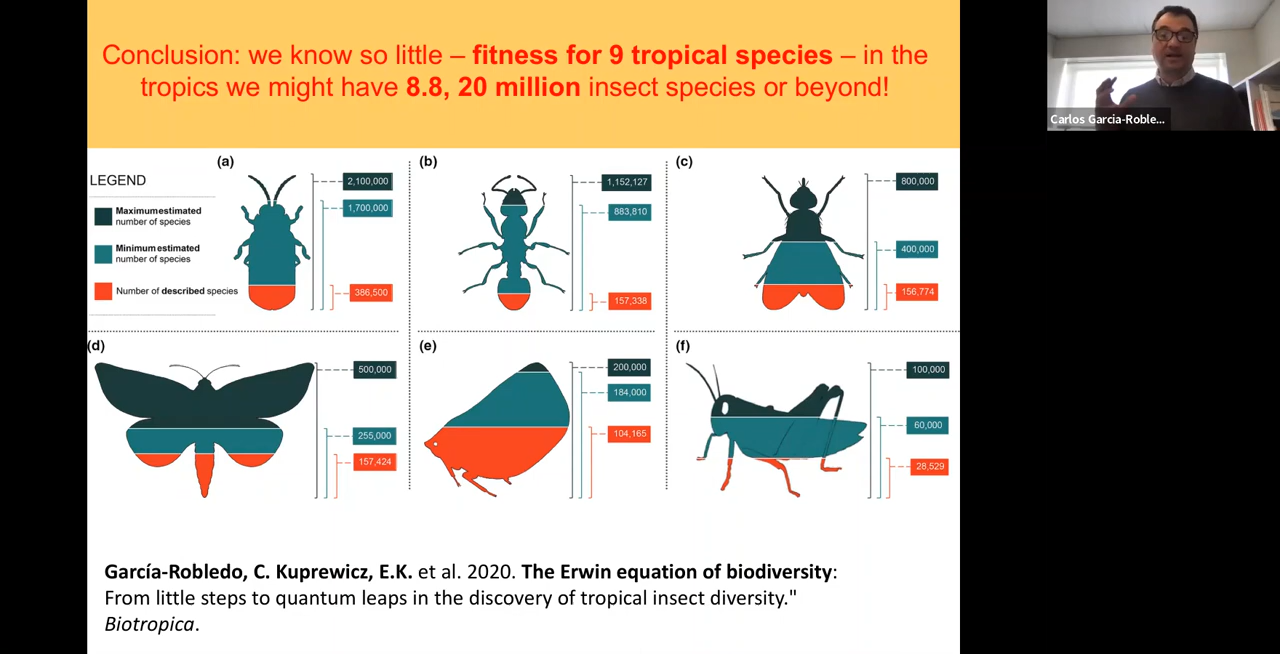 Conclusion: we know so little – fitness for 9 tropical species – in the
tropics we might have 8.8, 20 million insect species or beyond!
Carlos Garcia-Roble...
LEGEND
Maximum estimated
number of species
Minimum estimated
number of species
Number of described species
(a)
2,100,000
1,700,000
386,500
(b)
1,152,127
883,810
157,338
(c)
800,000
400,000
156,774
(d)
500,000
255,000
157,424
(e)
200,000
184,000
104,165
(f)
100,000
60,000
28,529
García-Robledo, C. Kuprewicz, E.K. et al. 2020. The Erwin equation of biodiversity:
From little steps to quantum leaps in the discovery of tropical insect diversity."
Biotropica.